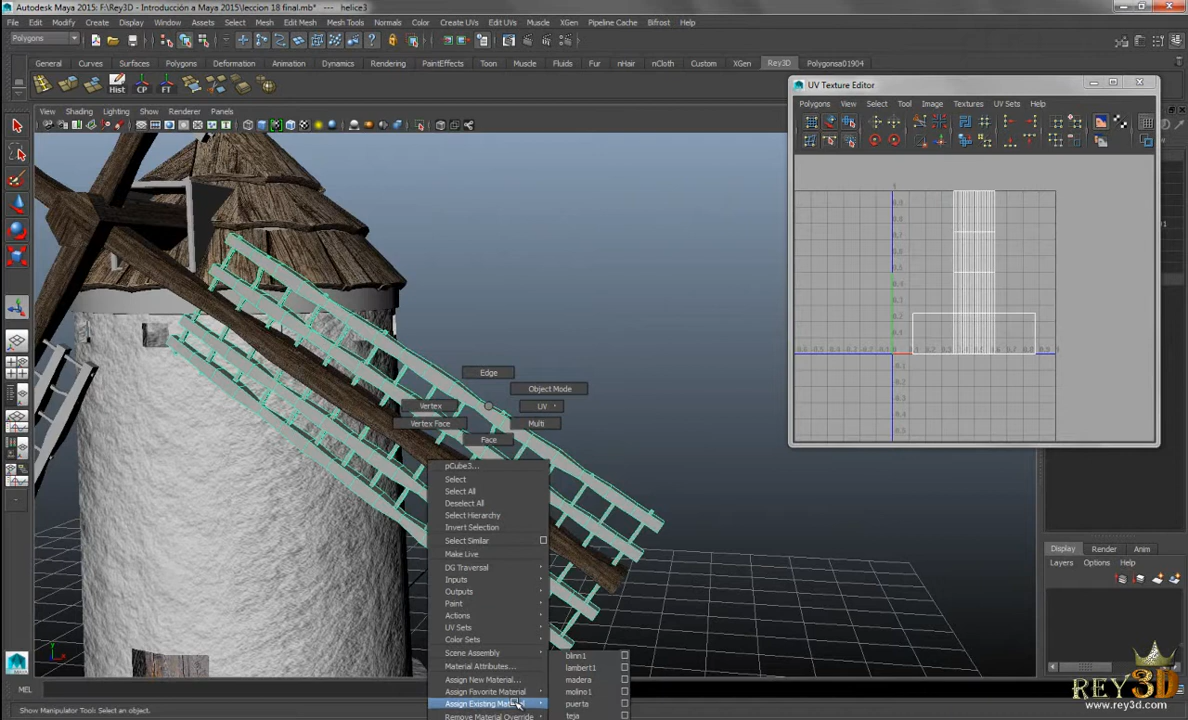 Autodesk Maya 2015: F:\Rey3D - Introducción a Maya 2015\leccion 18 final.mb* --- helice3
File Edit Modify Create Display Window Assets Select Mesh Edit Mesh Mesh Tools Normals Color Create UVs Edit UVs Muscle XGen Pipeline Cache Bifrost Help
Polygons
General Curves Surfaces Polygons Deformation Animation Dynamics Rendering PaintEffects Toon Muscle Fluids Fur nHair nCloth Custom XGen Rey3D Polygonsa01904
Hist CP FT
View Shading Lighting Show Renderer Panels
UV Texture Editor
Polygons View Select Tool Image Textures UV Sets Help
Edge
Object Mode
Vertex
UV
Vertex Face
Multi
Face
pCube3...
Select
Select All
Deselect All
Select Hierarchy
Invert Selection
Select Similar
Make Live
DG Traversal
Inputs
Outputs
Paint
Actions
UV Sets
Color Sets
Scene Assembly
Material Attributes...
Assign New Material...
Assign Favorite Material
Assign Existing Material
Remove Material Override
blinn1
lambert1
madera
molino1
puerta
teja
Display Render Anim
Layers Options Help
MEL
Show Manipulator Tool: Select an object.
REY3D
www.rey3d.com